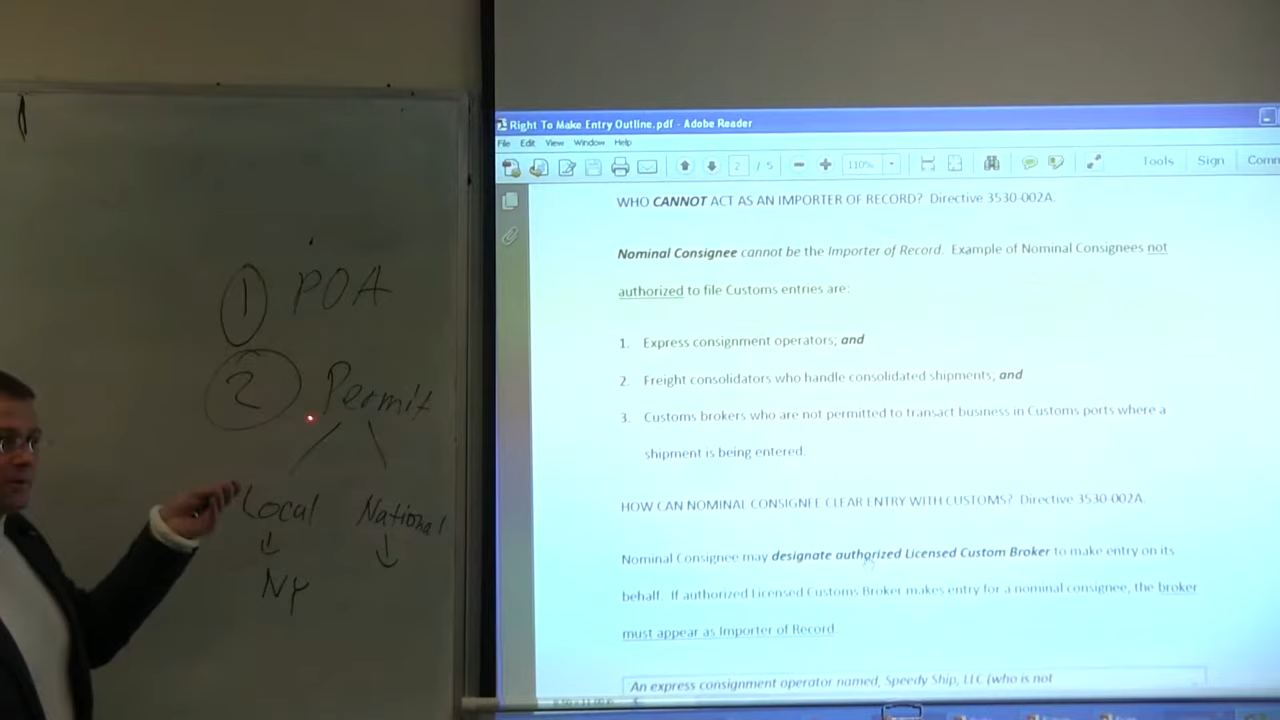 1 POA
2 Permit
Local National
NY
Right To Make Entry Outline.pdf - Adobe Reader
File Edit View Window Help
2 / 5 110% Tools Sign Comm
WHO CANNOT ACT AS AN IMPORTER OF RECORD? Directive 3530-002A.
Nominal Consignee cannot be the Importer of Record. Example of Nominal Consignees not
authorized to file Customs entries are:
1. Express consignment operators; and
2. Freight consolidators who handle consolidated shipments, and
3. Customs brokers who are not permitted to transact business in Customs ports where a
shipment is being entered.
HOW CAN NOMINAL CONSIGNEE CLEAR ENTRY WITH CUSTOMS? Directive 3530-002A.
Nominal Consignee may designate authorized Licensed Custom Broker to make entry on its
behalf. If authorized Licensed Customs Broker makes entry for a nominal consignee, the broker
must appear as Importer of Record.
An express consignment operator named, Speedy Ship, LLC (who is not